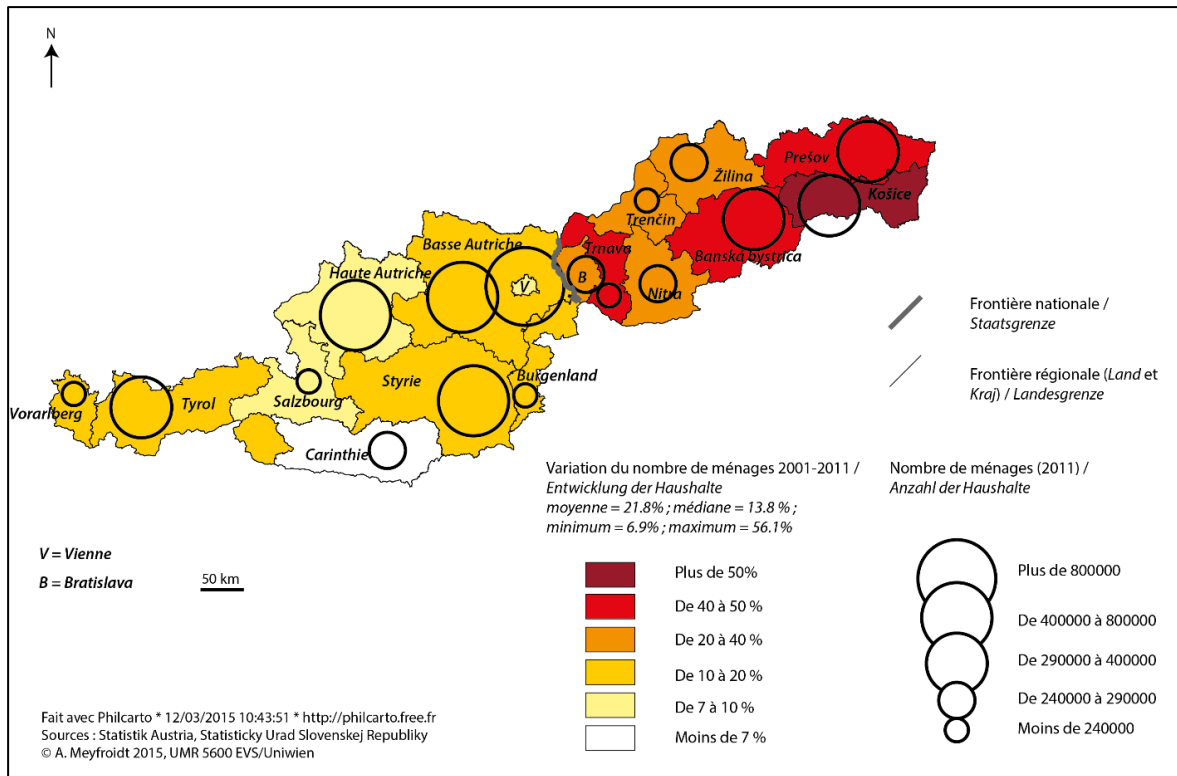 N
Prešov
Žilina
Košice
Trenčin
Trnava
Banská bystrica
Basse Autriche
Haute Autriche
V
B
Nitra
Styrie
Burgenland
Vorarlberg
Tyrol
Salzbourg
Carinthie
Frontière nationale /
Staatsgrenze
Frontière régionale (Land et
Kraj) / Landesgrenze
V = Vienne
B = Bratislava
50 km
Variation du nombre de ménages 2001-2011 /
Entwicklung der Haushalte
moyenne = 21.8% ; médiane = 13.8 % ;
minimum = 6.9% ; maximum = 56.1%
Plus de 50%
De 40 à 50 %
De 20 à 40 %
De 10 à 20 %
De 7 à 10 %
Moins de 7 %
Nombre de ménages (2011) /
Anzahl der Haushalte
Plus de 800000
De 400000 à 800000
De 290000 à 400000
De 240000 à 290000
Moins de 240000
Fait avec Philcarto * 12/03/2015 10:43:51 * http://philcarto.free.fr
Sources : Statistik Austria, Statisticky Urad Slovenskej Republiky
© A. Meyfroidt 2015, UMR 5600 EVS/Uniwien